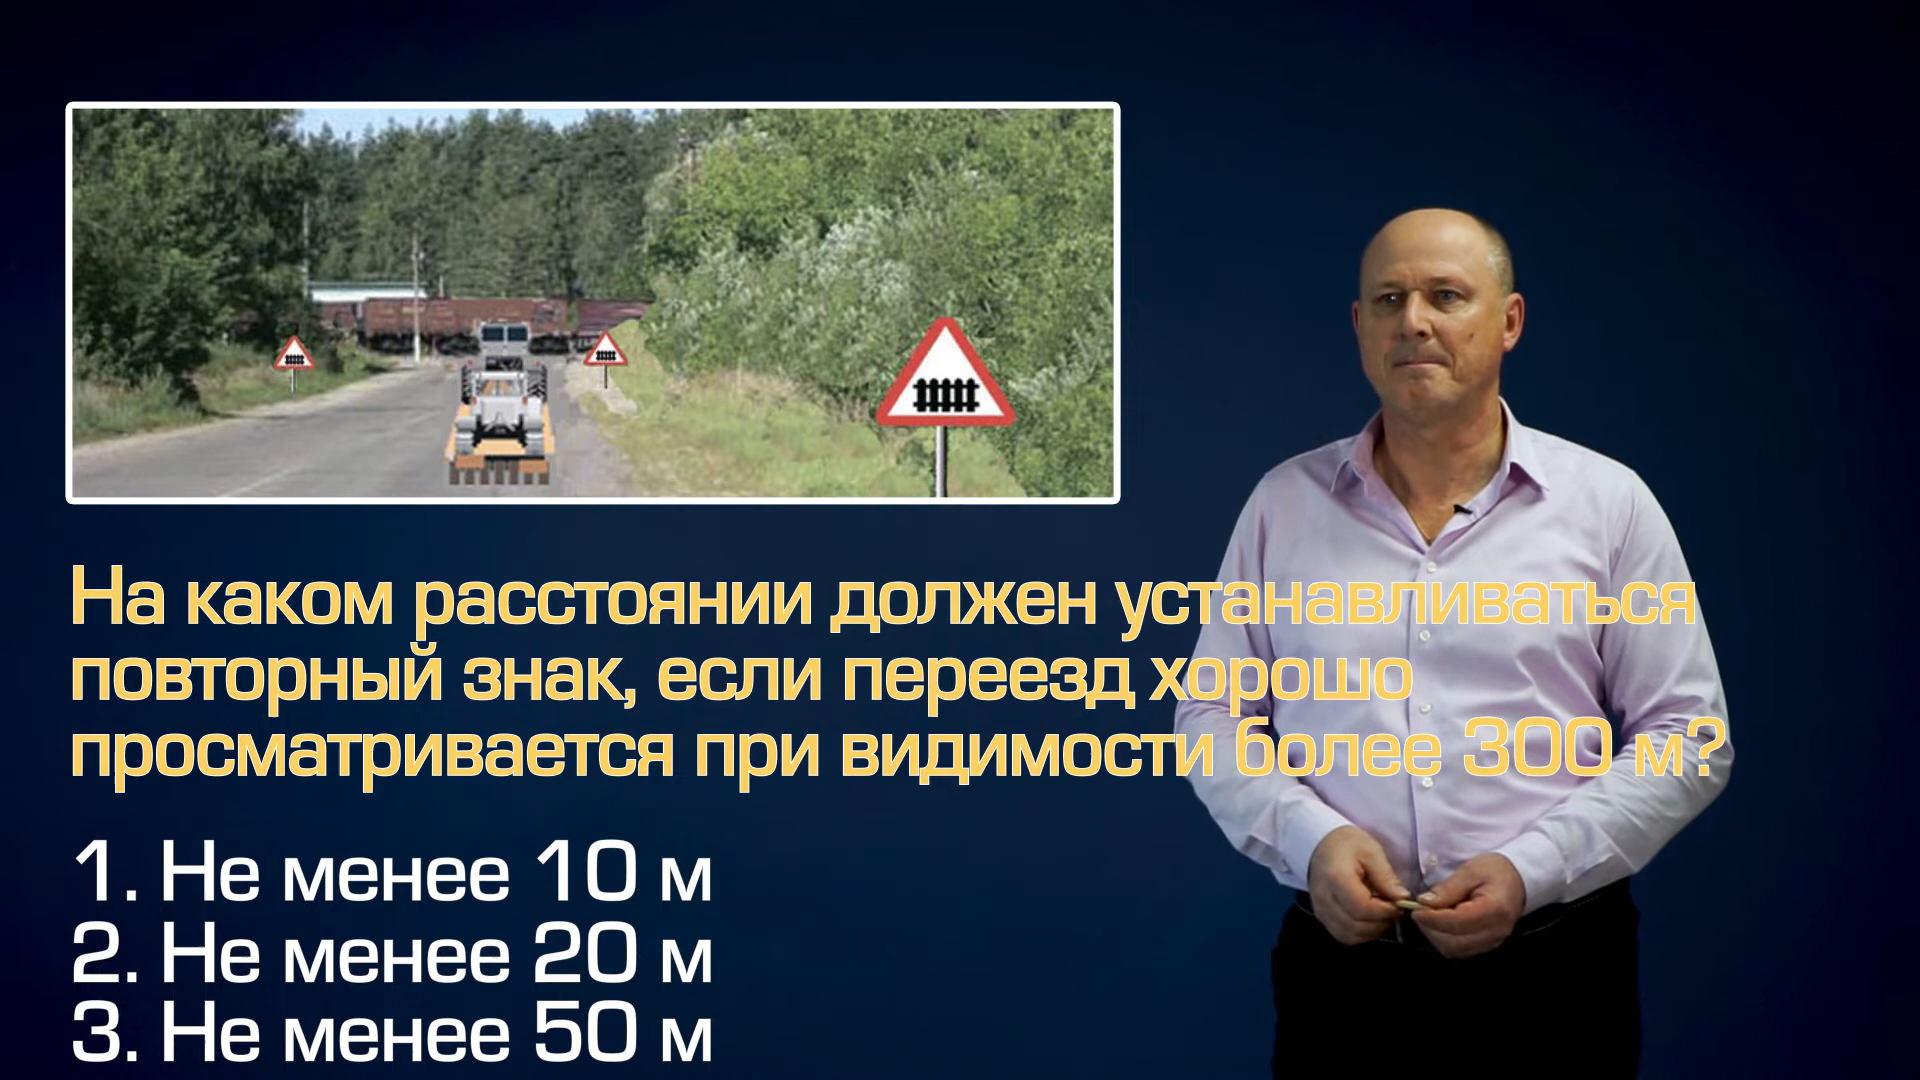 На каком расстоянии должен устанавливаться
повторный знак, если переезд хорошо
просматривается при видимости более 300 м?
1. Не менее 10 м
2. Не менее 20 м
3. Не менее 50 м